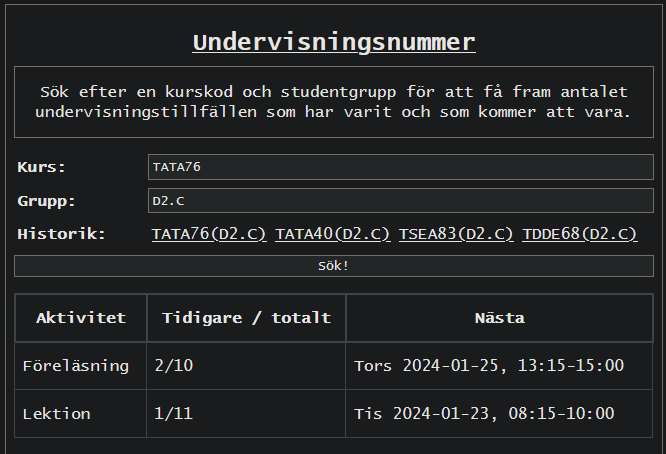 Undervisningsnummer
Sök efter en kurskod och studentgrupp för att få fram antalet
undervisningstillfällen som har varit och som kommer att vara.
Kurs: TATA76
Grupp: D2.C
Historik: TATA76(D2.C) TATA40(D2.C) TSEA83(D2.C) TDDE68(D2.C)
Sök!
Aktivitet Tidigare / totalt Nästa
Föreläsning 2/10 Tors 2024-01-25, 13:15-15:00
Lektion 1/11 Tis 2024-01-23, 08:15-10:00